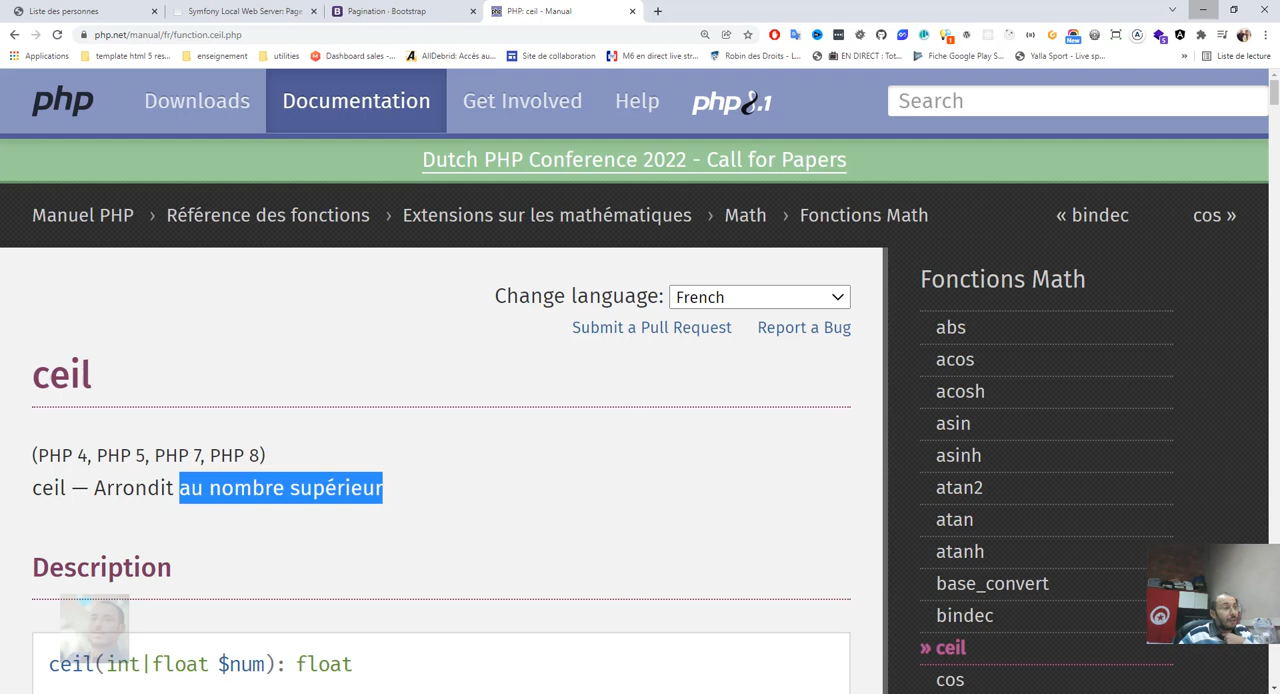 Liste des personnes
Symfony Local Web Server: Page
Pagination · Bootstrap
PHP: ceil - Manual
php.net/manual/fr/function.ceil.php
Applications
template html 5 res...
enseignement
utilities
Dashboard sales -...
AllDebrid: Accès au...
Site de collaboration
M6 en direct live str...
Robin des Droits - L...
EN DIRECT : Tot...
Fiche Google Play S...
Yalla Sport - Live sp...
»
Liste de lecture
php
Downloads
Documentation
Get Involved
Help
php8.1
Search
Dutch PHP Conference 2022 - Call for Papers
Manuel PHP › Référence des fonctions › Extensions sur les mathématiques › Math › Fonctions Math
« bindec
cos »
Change language: French
Submit a Pull Request
Report a Bug
ceil
(PHP 4, PHP 5, PHP 7, PHP 8)
ceil — Arrondit au nombre supérieur
Description
ceil(int|float $num): float
Fonctions Math
abs
acos
acosh
asin
asinh
atan2
atan
atanh
base_convert
bindec
» ceil
cos